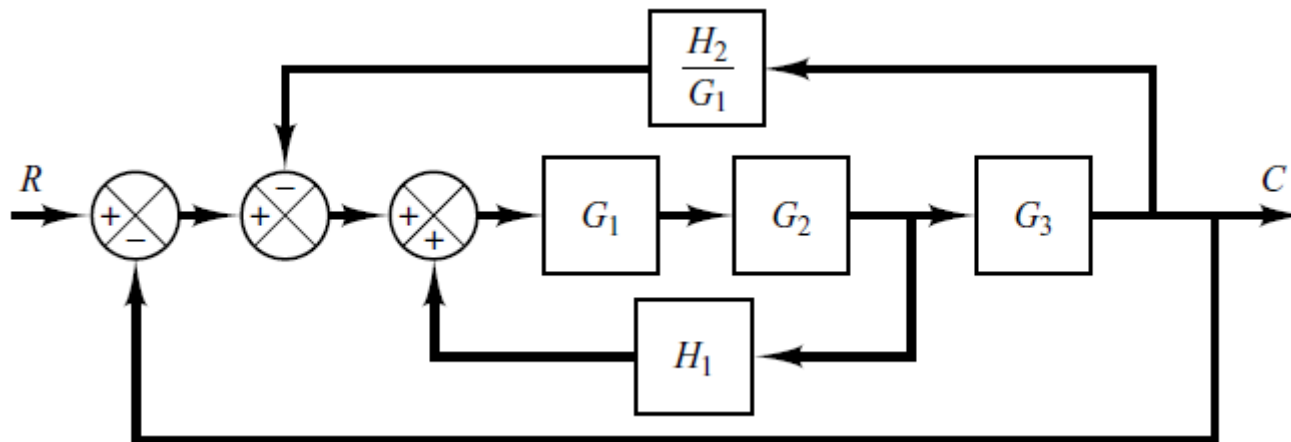 H₂
G₁
R
C
+ −
− +
+ +
G₁
G₂
G₃
H₁